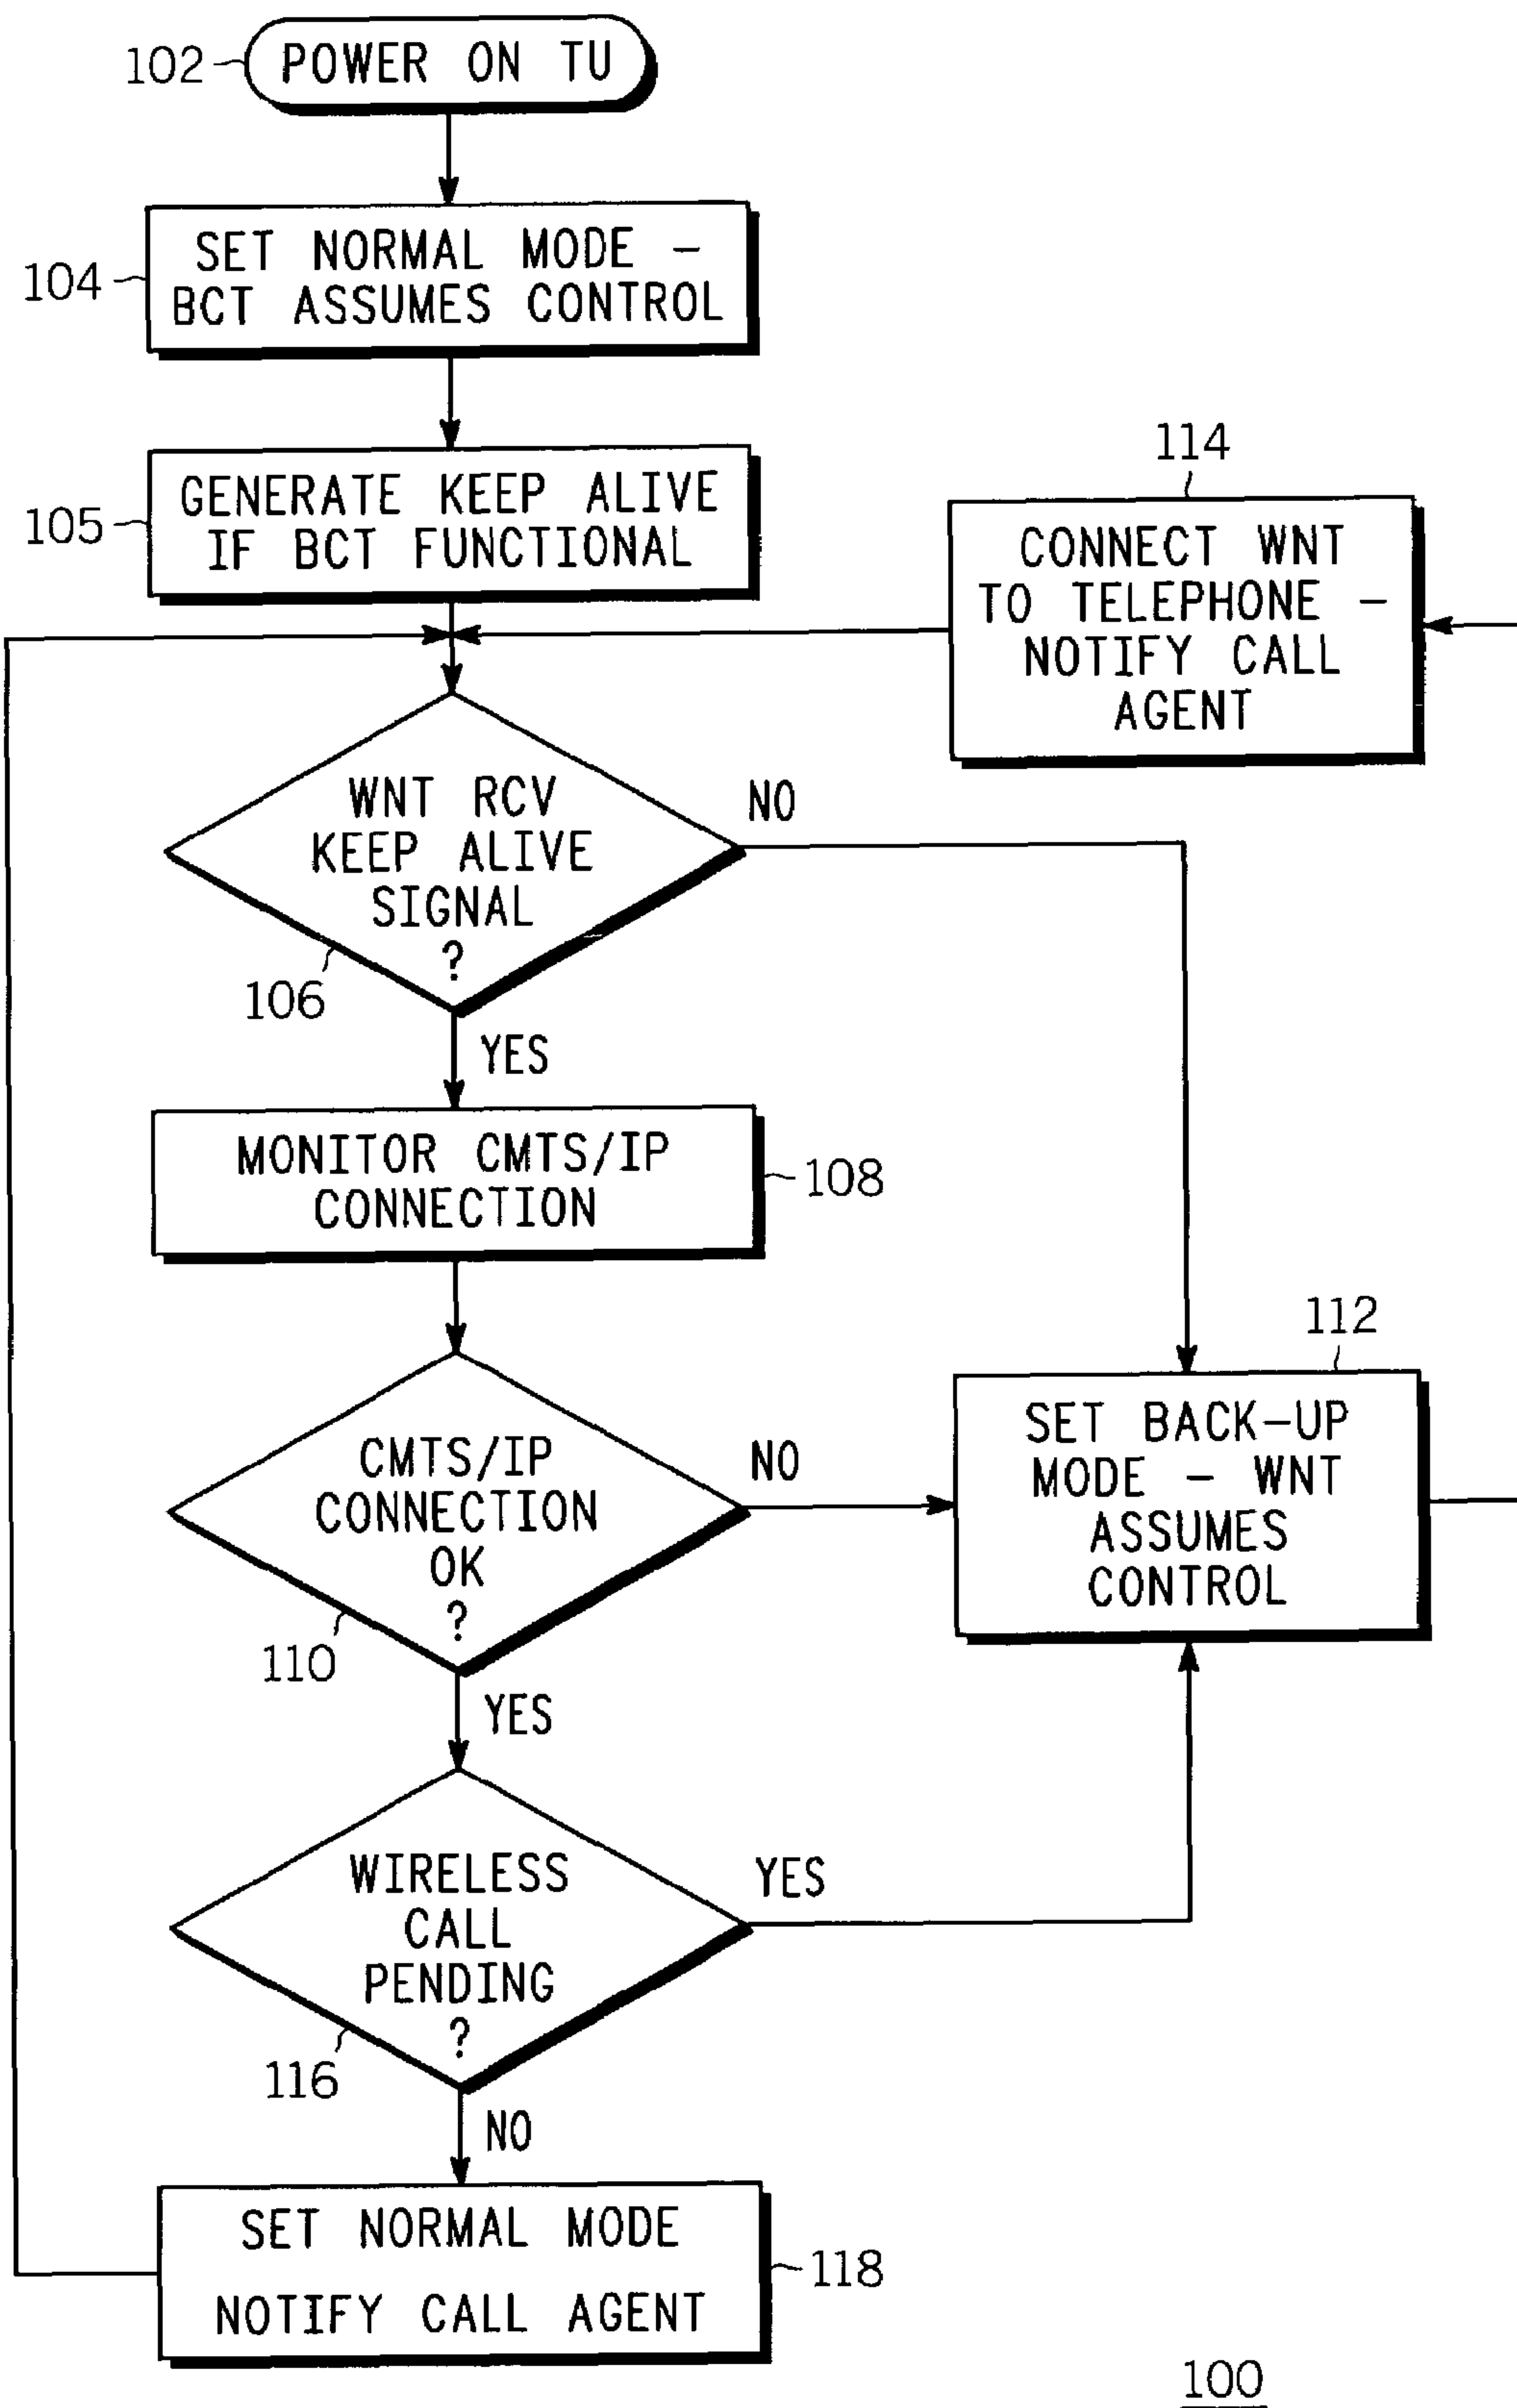 102
POWER ON TU
104
SET NORMAL MODE -
BCT ASSUMES CONTROL
105
GENERATE KEEP ALIVE
IF BCT FUNCTIONAL
114
CONNECT WNT
TO TELEPHONE -
NOTIFY CALL
AGENT
WNT RCV
KEEP ALIVE
SIGNAL
?
106
NO
YES
MONITOR CMTS/IP
CONNECTION
108
CMTS/IP
CONNECTION
OK
?
110
NO
YES
112
SET BACK-UP
MODE - WNT
ASSUMES
CONTROL
WIRELESS
CALL
PENDING
?
116
YES
NO
SET NORMAL MODE
NOTIFY CALL AGENT
118
100